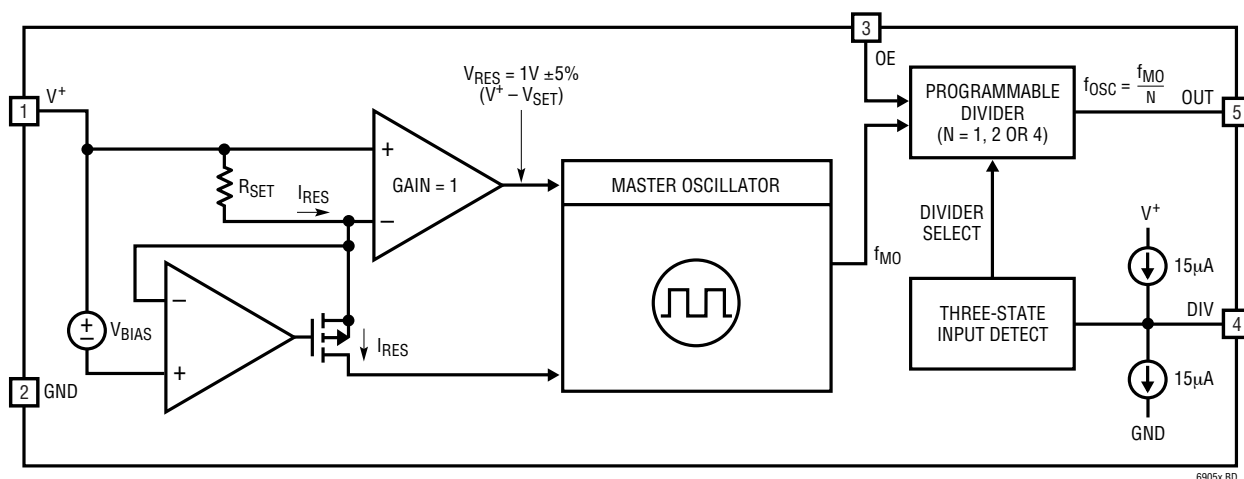 3
OE
V_RES = 1V ±5%
(V⁺ – V_SET)
1
V⁺
PROGRAMMABLE
DIVIDER
(N = 1, 2 OR 4)
f_OSC = f_MO/N
OUT
5
+
GAIN = 1
–
R_SET
I_RES
MASTER OSCILLATOR
DIVIDER
SELECT
V⁺
f_MO
15µA
–
+
–
V_BIAS
THREE-STATE
INPUT DETECT
DIV
4
I_RES
+
2
GND
15µA
GND
6905x BD